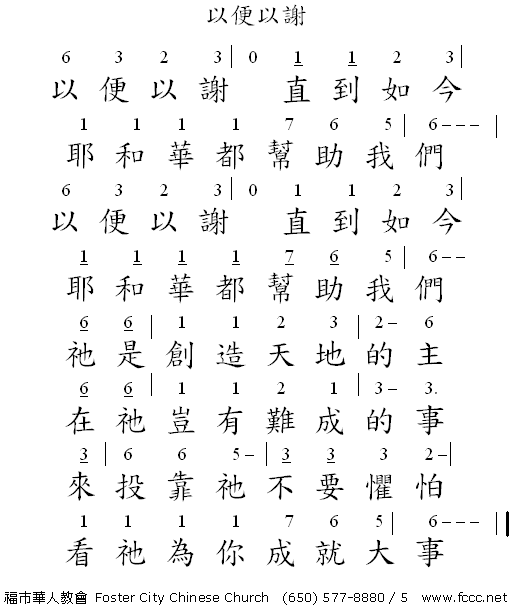 以便以謝
6 3 2 3 | 0 1 1 2 3 |
以便以謝 直到如今
1 1 1 1 7 6 5 | 6 - - - |
耶和華都幫助我們
6 3 2 3 | 0 1 1 2 3 |
以便以謝 直到如今
1 1 1 1 7 6 5 | 6 - -
耶和華都幫助我們
6 6 | 1 1 2 3 | 2 - 6
祂是創造天地的主
6 6 | 1 1 2 1 | 3 - 3.
在祂豈有難成的事
3 | 6 6 5 - | 3 3 3 2 - |
來投靠祂不要懼怕
1 1 1 1 7 6 5 | 6 - - ||
看祂為你成就大事
福市華人教會 Foster City Chinese Church (650) 577-8880 / 5 www.fccc.net